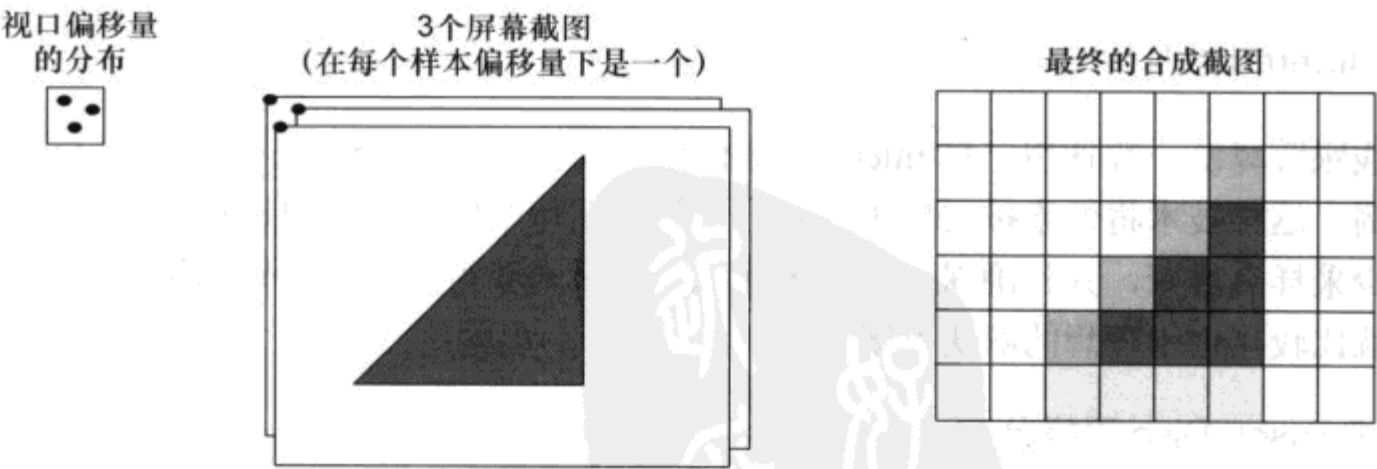 视口偏移量
的分布
3个屏幕截图
（在每个样本偏移量下是一个）
最终的合成截图